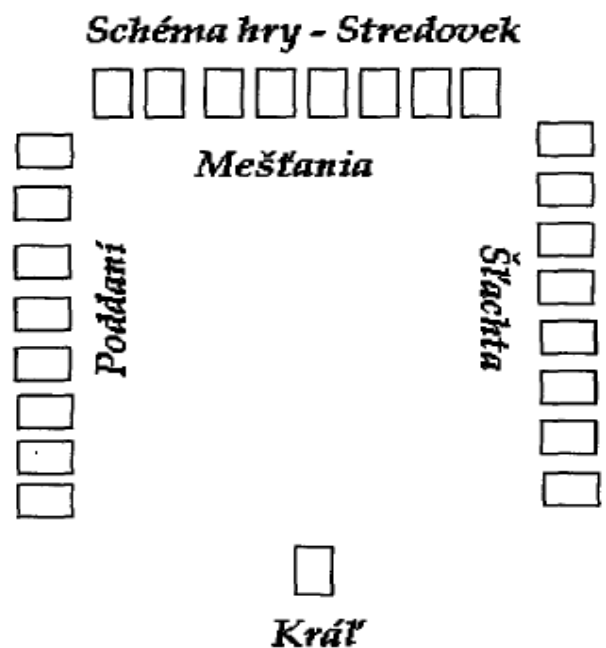 Schéma hry - Stredovek
Mešťania
Poddaní
Šľachta
Kráľ